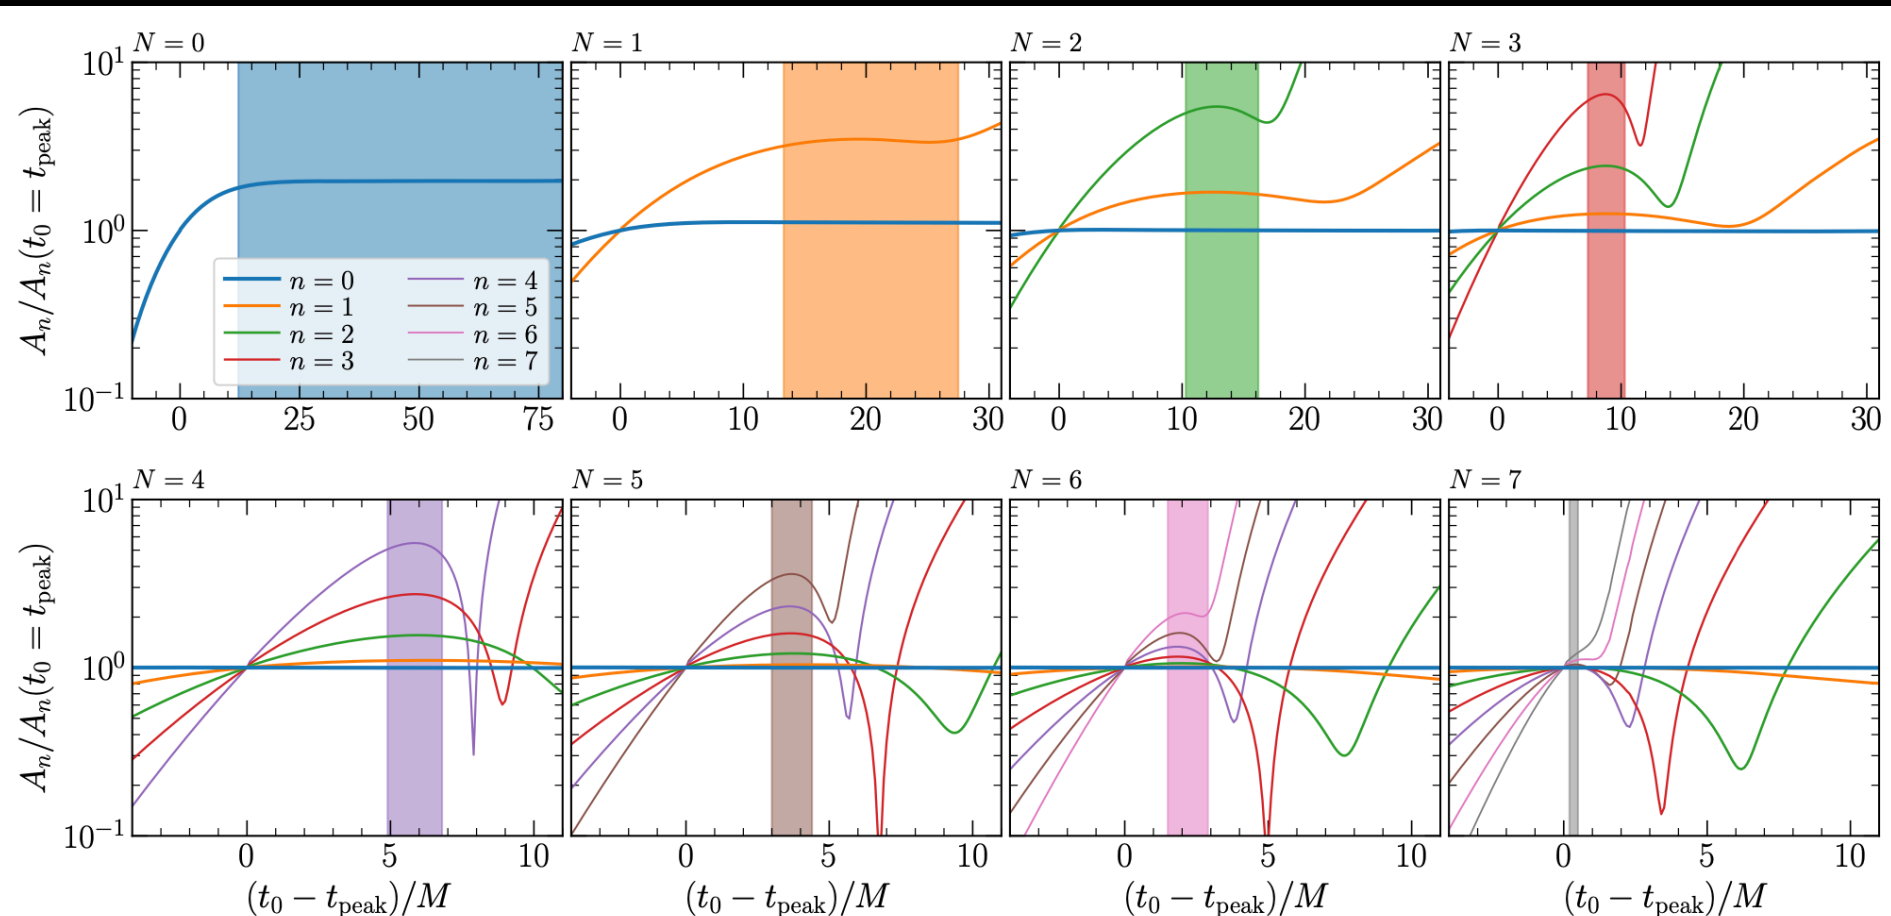 N = 0
N = 1
N = 2
N = 3
A_n/A_n(t_0 = t_peak)
10^1
10^0
10^−1
n = 0
n = 1
n = 2
n = 3
n = 4
n = 5
n = 6
n = 7
0 25 50 75
0 10 20 30
0 10 20 30
0 10 20 30
N = 4
N = 5
N = 6
N = 7
A_n/A_n(t_0 = t_peak)
10^1
10^0
10^−1
0 5 10
0 5 10
0 5 10
0 5 10
(t_0 − t_peak)/M
(t_0 − t_peak)/M
(t_0 − t_peak)/M
(t_0 − t_peak)/M